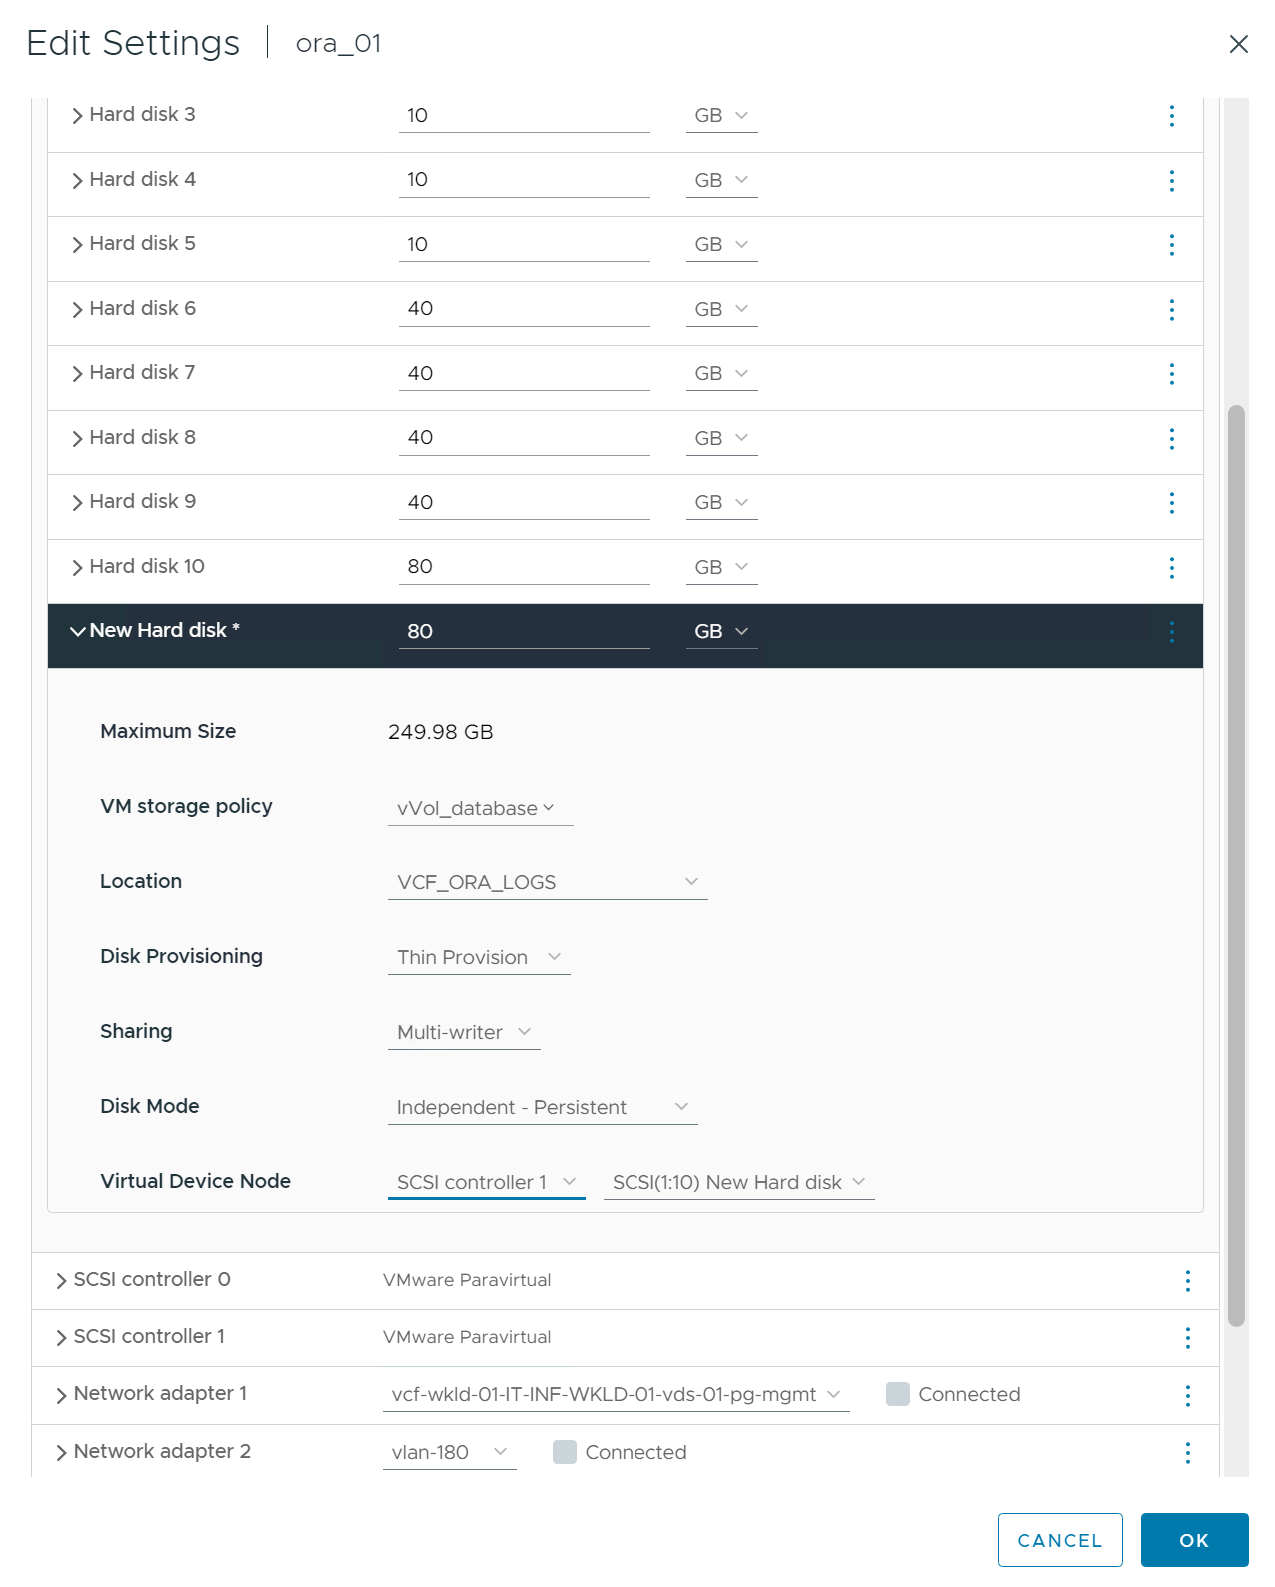 Edit Settings | ora_01
Hard disk 3 10 GB
Hard disk 4 10 GB
Hard disk 5 10 GB
Hard disk 6 40 GB
Hard disk 7 40 GB
Hard disk 8 40 GB
Hard disk 9 40 GB
Hard disk 10 80 GB
New Hard disk * 80 GB
Maximum Size 249.98 GB
VM storage policy vVol_database
Location VCF_ORA_LOGS
Disk Provisioning Thin Provision
Sharing Multi-writer
Disk Mode Independent - Persistent
Virtual Device Node SCSI controller 1 SCSI(1:10) New Hard disk
SCSI controller 0 VMware Paravirtual
SCSI controller 1 VMware Paravirtual
Network adapter 1 vcf-wkld-01-IT-INF-WKLD-01-vds-01-pg-mgmt Connected
Network adapter 2 vlan-180 Connected
CANCEL OK